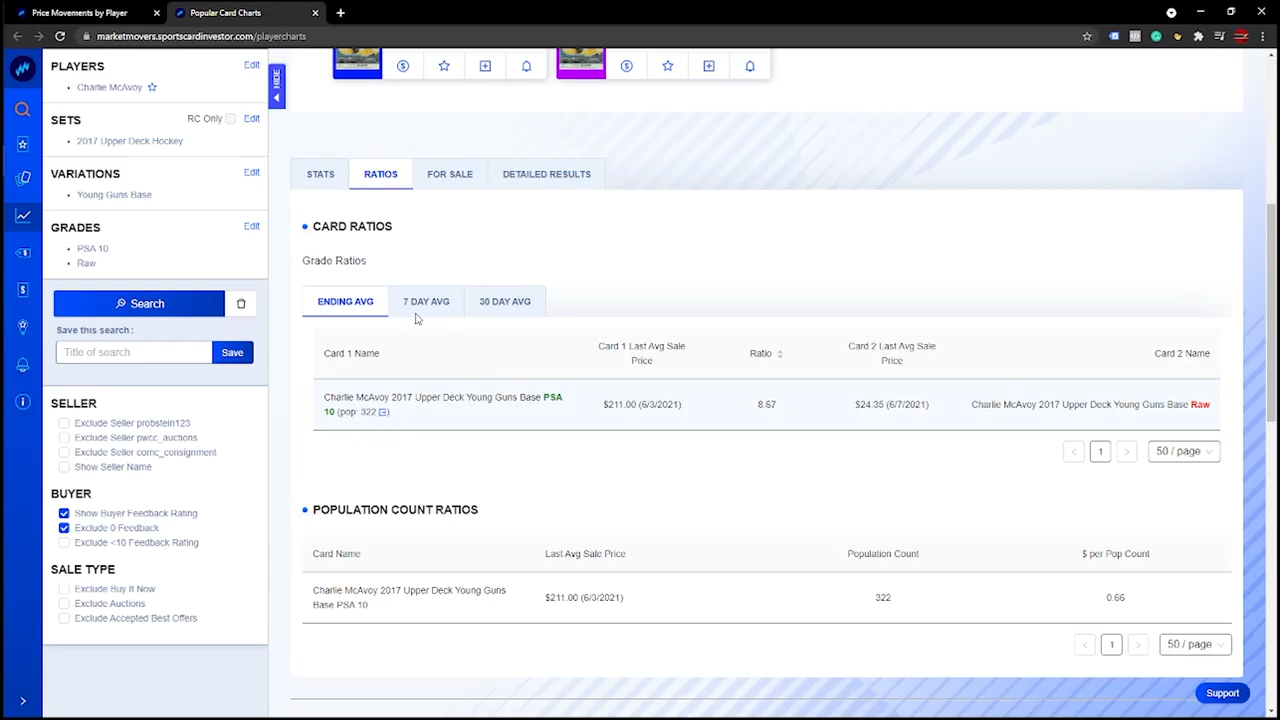 Price Movements by Player
Popular Card Charts
marketmovers.sportscardinvestor.com/playercharts
PLAYERS
Edit
Charlie McAvoy
SETS
RC Only
Edit
2017 Upper Deck Hockey
VARIATIONS
Edit
Young Guns Base
GRADES
Edit
PSA 10
Raw
Search
Save this search :
Title of search
Save
SELLER
Exclude Seller probstein123
Exclude Seller pwcc_auctions
Exclude Seller comc_consignment
Show Seller Name
BUYER
Show Buyer Feedback Rating
Exclude 0 Feedback
Exclude <10 Feedback Rating
SALE TYPE
Exclude Buy It Now
Exclude Auctions
Exclude Accepted Best Offers
HIDE
STATS RATIOS FOR SALE DETAILED RESULTS
CARD RATIOS
Grade Ratios
ENDING AVG 7 DAY AVG 30 DAY AVG
Card 1 Name
Card 1 Last Avg Sale
Price
Ratio
Card 2 Last Avg Sale
Price
Card 2 Name
Charlie McAvoy 2017 Upper Deck Young Guns Base PSA
10 (pop: 322)
$211.00 (6/3/2021)
8.67
$24.35 (6/7/2021)
Charlie McAvoy 2017 Upper Deck Young Guns Base Raw
< 1 > 50 / page
POPULATION COUNT RATIOS
Card Name Last Avg Sale Price Population Count $ per Pop Count
Charlie McAvoy 2017 Upper Deck Young Guns
Base PSA 10
$211.00 (6/3/2021)
322
0.66
< 1 > 50 / page
Support